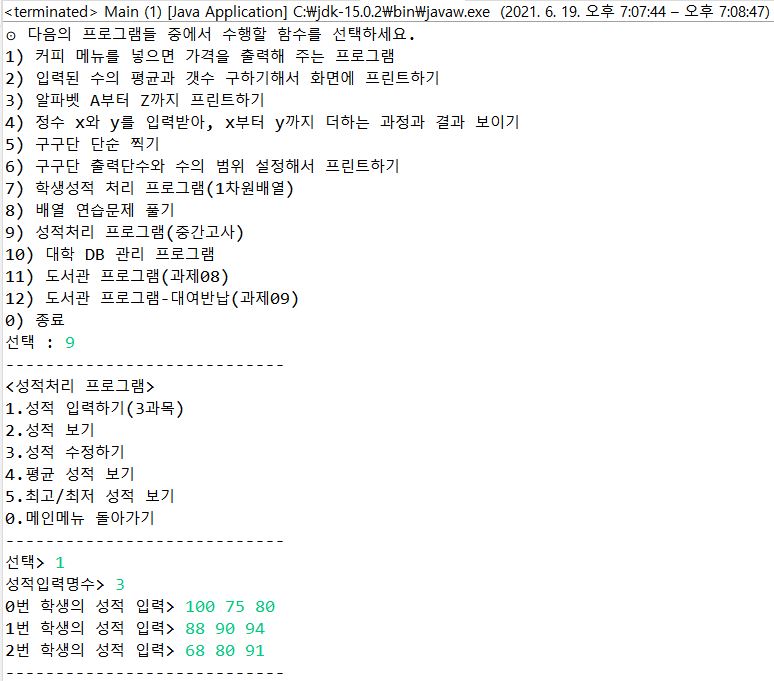 <terminated> Main (1) [Java Application] C:₩jdk-15.0.2₩bin₩javaw.exe (2021. 6. 19. 오후 7:07:44 – 오후 7:08:47)
⊙ 다음의 프로그램들 중에서 수행할 함수를 선택하세요.
1) 커피 메뉴를 넣으면 가격을 출력해 주는 프로그램
2) 입력된 수의 평균과 갯수 구하기해서 화면에 프린트하기
3) 알파벳 A부터 Z까지 프린트하기
4) 정수 x와 y를 입력받아, x부터 y까지 더하는 과정과 결과 보이기
5) 구구단 단순 찍기
6) 구구단 출력단수와 수의 범위 설정해서 프린트하기
7) 학생성적 처리 프로그램(1차원배열)
8) 배열 연습문제 풀기
9) 성적처리 프로그램(중간고사)
10) 대학 DB 관리 프로그램
11) 도서관 프로그램(과제08)
12) 도서관 프로그램-대여반납(과제09)
0) 종료
선택 : 9
----------------------------
<성적처리 프로그램>
1.성적 입력하기(3과목)
2.성적 보기
3.성적 수정하기
4.평균 성적 보기
5.최고/최저 성적 보기
0.메인메뉴 돌아가기
----------------------------
선택> 1
성적입력명수> 3
0번 학생의 성적 입력> 100 75 80
1번 학생의 성적 입력> 88 90 94
2번 학생의 성적 입력> 68 80 91
----------------------------